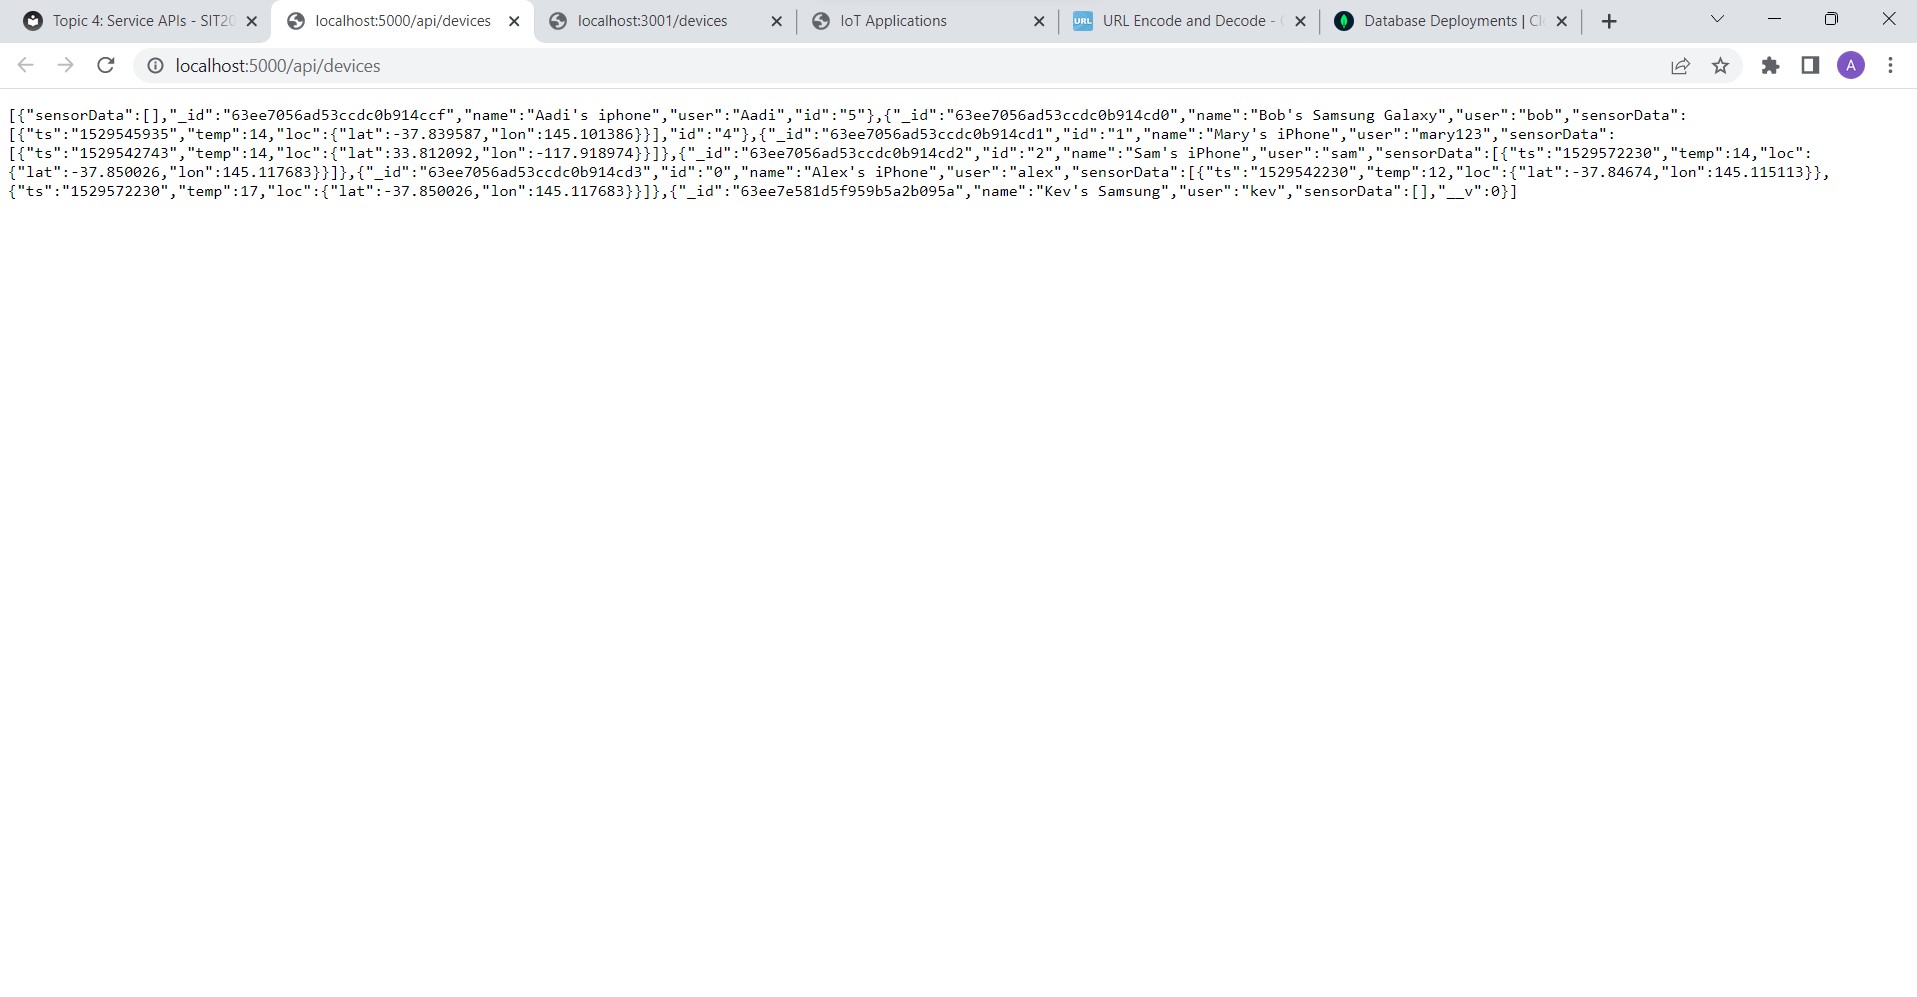 Topic 4: Service APIs - SIT20
localhost:5000/api/devices
localhost:3001/devices
IoT Applications
URL
URL Encode and Decode -
Database Deployments | Cl
localhost:5000/api/devices
A
[{"sensorData":[],"_id":"63ee7056ad53ccdc0b914ccf","name":"Aadi's iphone","user":"Aadi","id":"5"},{"_id":"63ee7056ad53ccdc0b914cd0","name":"Bob's Samsung Galaxy","user":"bob","sensorData":
[{"ts":"1529545935","temp":14,"loc":{"lat":-37.839587,"lon":145.101386}}],"id":"4"},{"_id":"63ee7056ad53ccdc0b914cd1","id":"1","name":"Mary's iPhone","user":"mary123","sensorData":
[{"ts":"1529542743","temp":14,"loc":{"lat":33.812092,"lon":-117.918974}}]},{"_id":"63ee7056ad53ccdc0b914cd2","id":"2","name":"Sam's iPhone","user":"sam","sensorData":[{"ts":"1529572230","temp":14,"loc":
{"lat":-37.850026,"lon":145.117683}}]},{"_id":"63ee7056ad53ccdc0b914cd3","id":"0","name":"Alex's iPhone","user":"alex","sensorData":[{"ts":"1529542230","temp":12,"loc":{"lat":-37.84674,"lon":145.115113}},
{"ts":"1529572230","temp":17,"loc":{"lat":-37.850026,"lon":145.117683}}]},{"_id":"63ee7e581d5f959b5a2b095a","name":"Kev's Samsung","user":"kev","sensorData":[],"__v":0}]